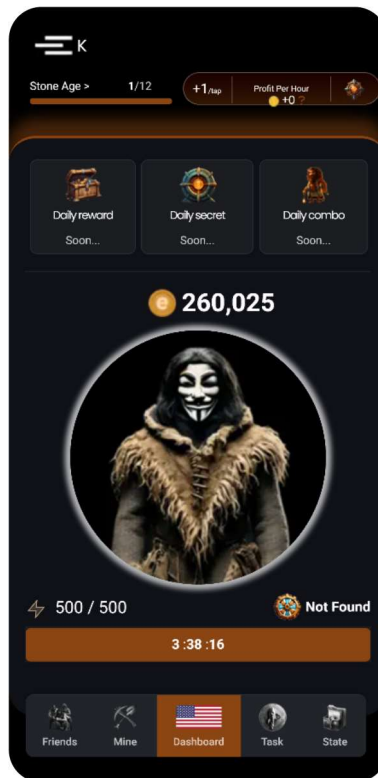 K
Stone Age >
1/12
+1/tap
Profit Per Hour
+0 ?
Daily reward
Daily secret
Daily combo
Soon...
Soon...
Soon...
e 260,025
500 / 500
Not Found
3 :38 :16
Friends
Mine
Dashboard
Task
State